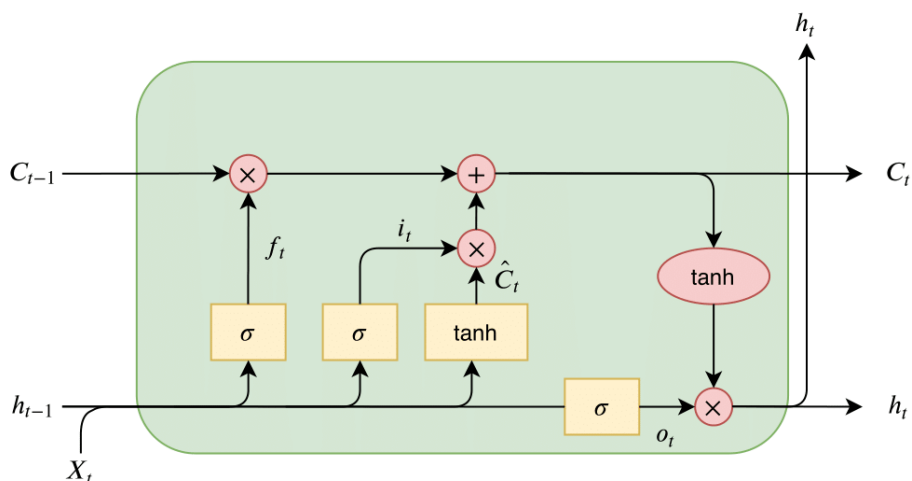 h_t
C_{t−1} × + C_t
i_t
f_t ×
Ĉ_t tanh
σ σ tanh
h_{t−1} σ × h_t
o_t
X_t